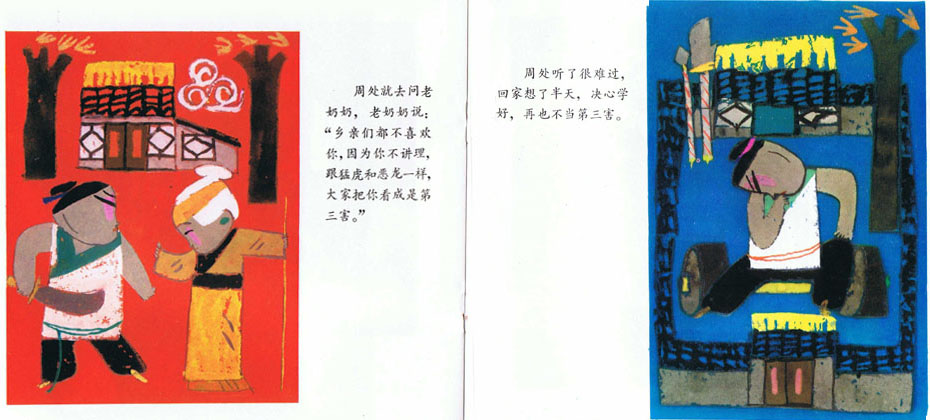 周处就去问老
奶奶，老奶奶说：
“乡亲们都不喜欢
你，因为你不讲理，
跟猛虎和恶龙一样，
大家把你看成是第
三害。”
周处听了很难过，
回家想了半天，决心学
好，再也不当第三害。